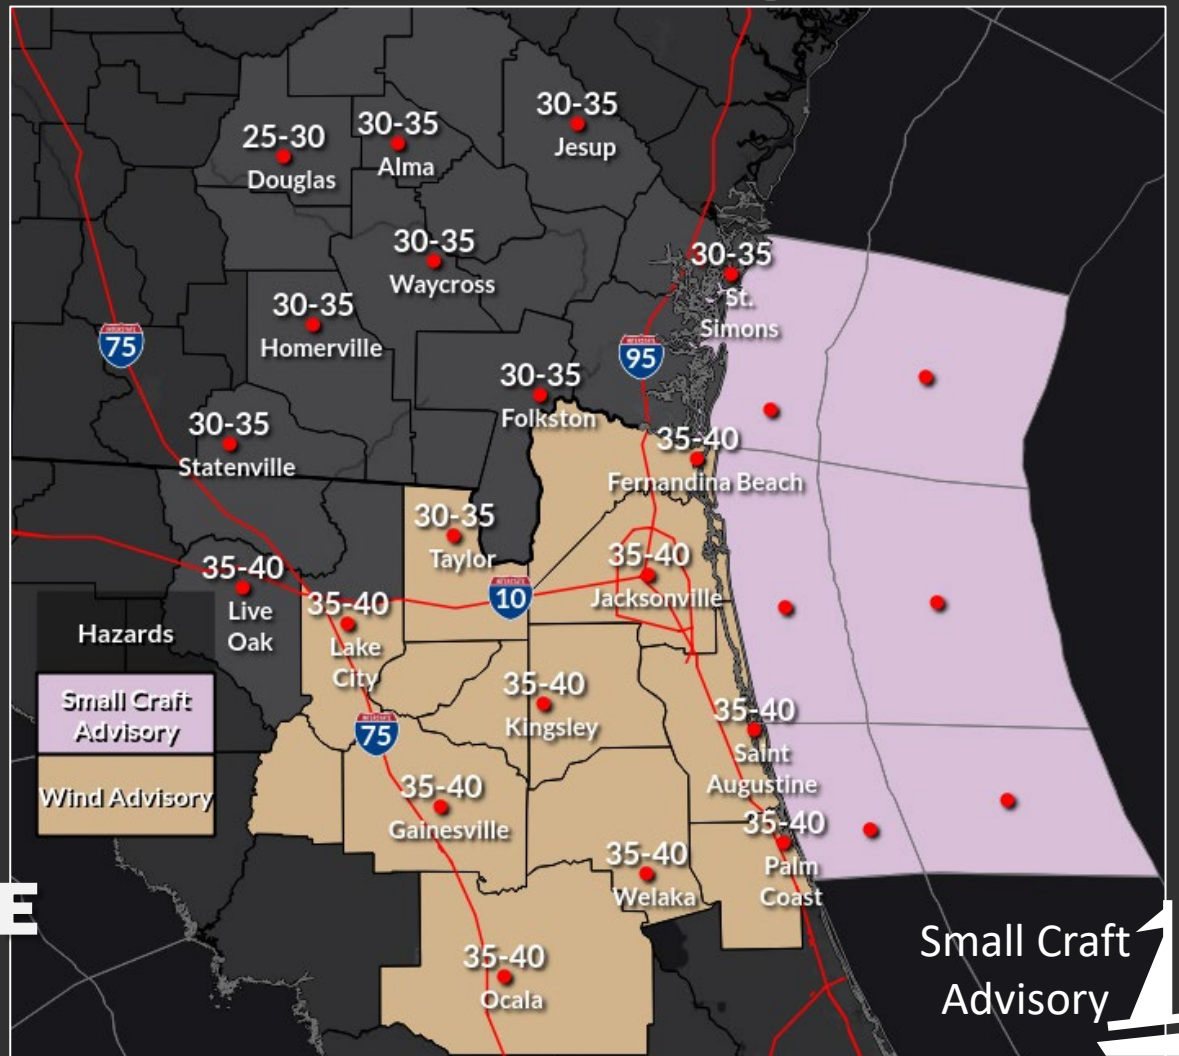 30-35
Jesup
25-30
Douglas
30-35
Alma
30-35
Waycross
30-35
St.
Simons
30-35
Homerville
INTERSTATE
75
INTERSTATE
95
30-35
Folkston
30-35
Statenville
35-40
Fernandina Beach
30-35
Taylor
35-40
Jacksonville
35-40
Live
Oak
INTERSTATE
10
35-40
Lake
City
Hazards
Small Craft
Advisory
Wind Advisory
35-40
Kingsley
INTERSTATE
75
35-40
Saint
Augustine
35-40
Gainesville
35-40
Palm
Coast
35-40
Welaka
E
35-40
Ocala
Small Craft
Advisory